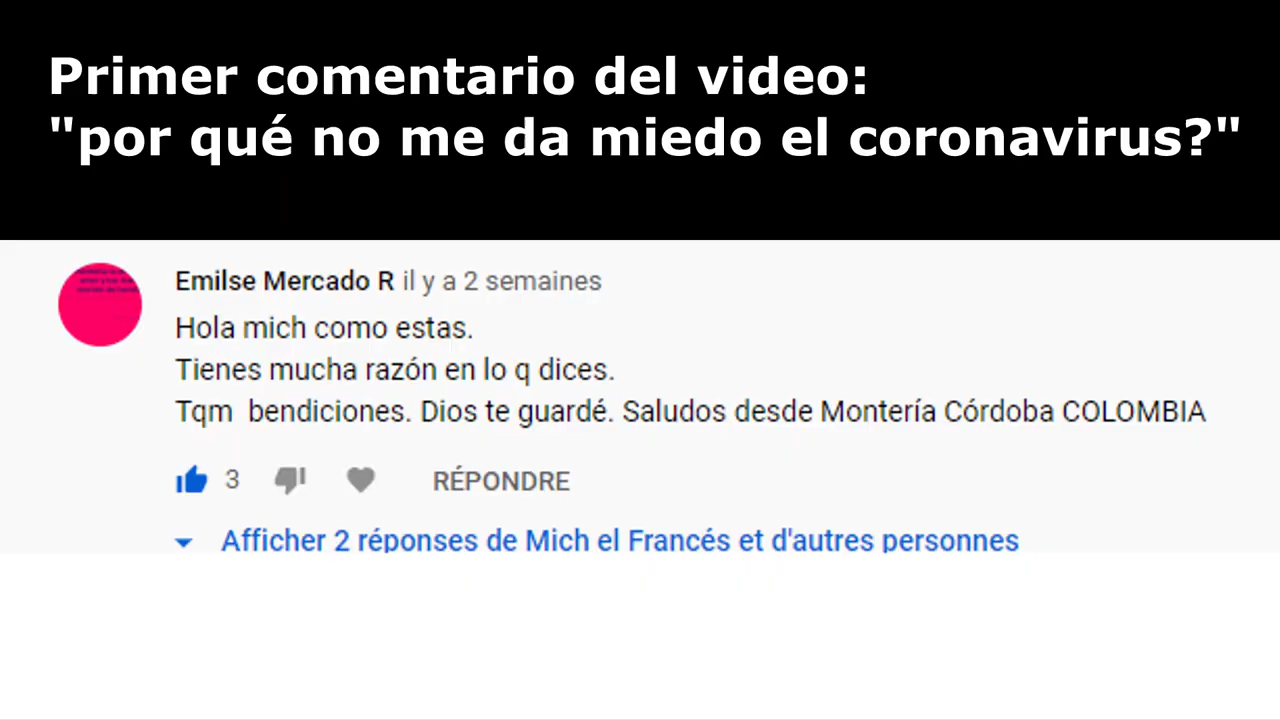 Primer comentario del video:
"por qué no me da miedo el coronavirus?"
Emilse Mercado R il y a 2 semaines
Hola mich como estas.
Tienes mucha razón en lo q dices.
Tqm bendiciones. Dios te guardé. Saludos desde Montería Córdoba COLOMBIA
3 RÉPONDRE
Afficher 2 réponses de Mich el Francés et d'autres personnes